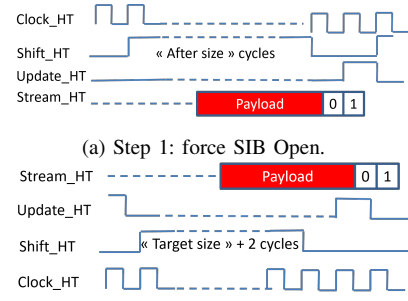 Clock_HT
Shift_HT « After size » cycles
Update_HT
Stream_HT Payload 0 1
(a) Step 1: force SIB Open.
Stream_HT Payload 0 1
Update_HT
Shift_HT « Target size » + 2 cycles
Clock_HT